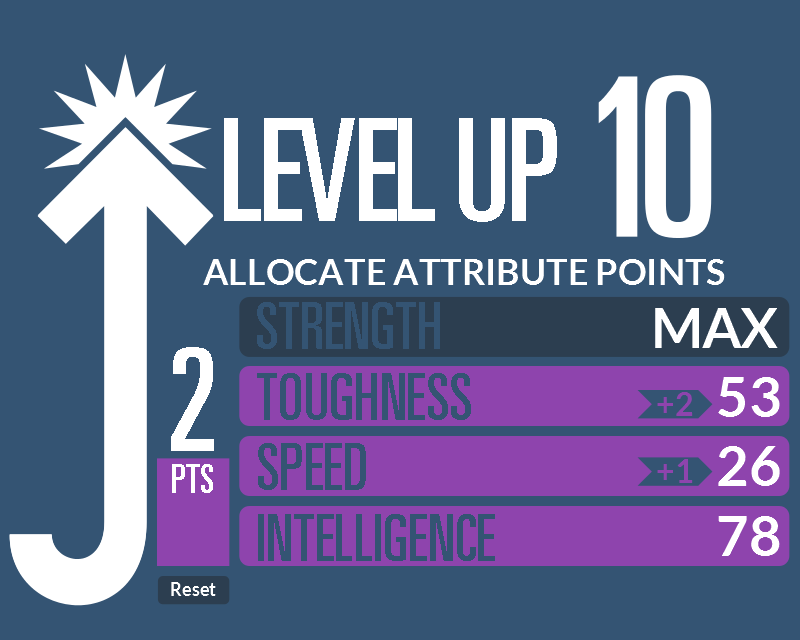 LEVEL UP 10
ALLOCATE ATTRIBUTE POINTS
STRENGTH MAX
2 PTS
TOUGHNESS +2 53
SPEED +1 26
INTELLIGENCE 78
Reset